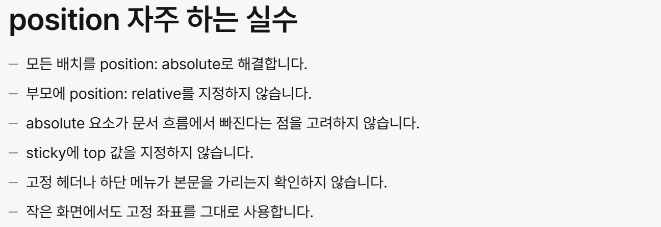 position 자주 하는 실수
– 모든 배치를 position: absolute로 해결합니다.
– 부모에 position: relative를 지정하지 않습니다.
– absolute 요소가 문서 흐름에서 빠진다는 점을 고려하지 않습니다.
– sticky에 top 값을 지정하지 않습니다.
– 고정 헤더나 하단 메뉴가 본문을 가리는지 확인하지 않습니다.
– 작은 화면에서도 고정 좌표를 그대로 사용합니다.